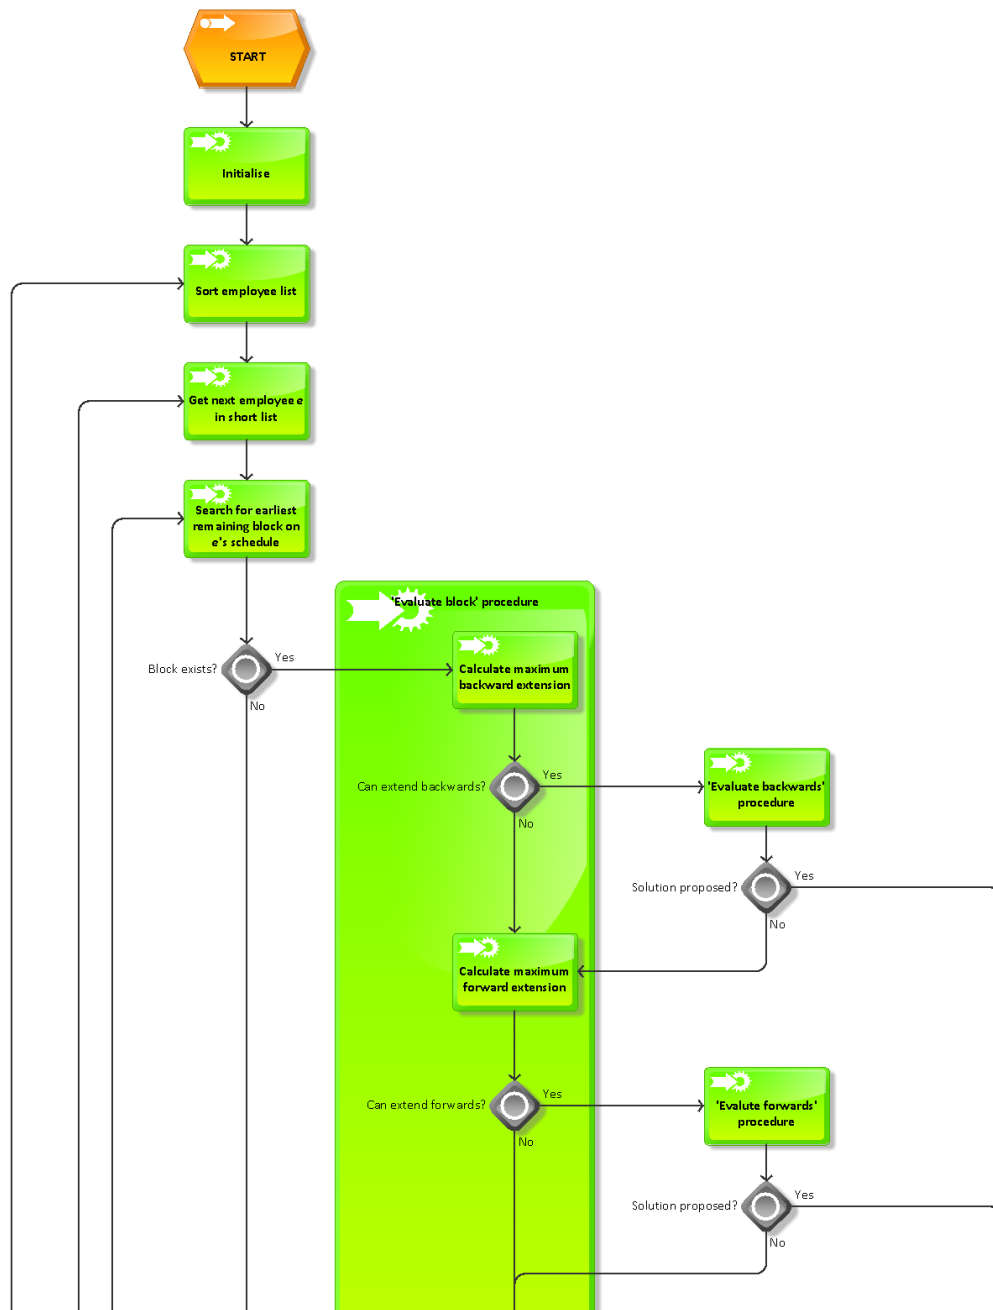 START
Initialise
Sort employee list
Get next employee e
in short list
Search for earliest
remaining block on
e's schedule
'Evaluate block' procedure
Block exists?
Yes
No
Calculate maximum
backward extension
Can extend backwards?
Yes
No
'Evaluate backwards'
procedure
Solution proposed?
Yes
No
Calculate maximum
forward extension
Can extend forwards?
Yes
No
'Evalute forwards'
procedure
Solution proposed?
Yes
No